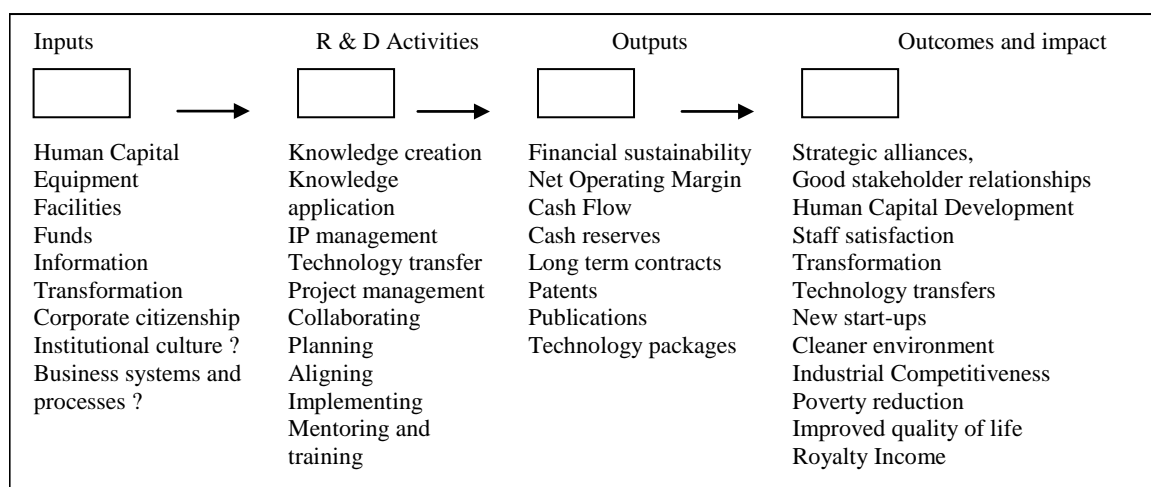 Inputs
R & D Activities
Outputs
Outcomes and impact
Human Capital
Equipment
Facilities
Funds
Information
Transformation
Corporate citizenship
Institutional culture ?
Business systems and
processes ?
Knowledge creation
Knowledge
application
IP management
Technology transfer
Project management
Collaborating
Planning
Aligning
Implementing
Mentoring and
training
Financial sustainability
Net Operating Margin
Cash Flow
Cash reserves
Long term contracts
Patents
Publications
Technology packages
Strategic alliances,
Good stakeholder relationships
Human Capital Development
Staff satisfaction
Transformation
Technology transfers
New start-ups
Cleaner environment
Industrial Competitiveness
Poverty reduction
Improved quality of life
Royalty Income